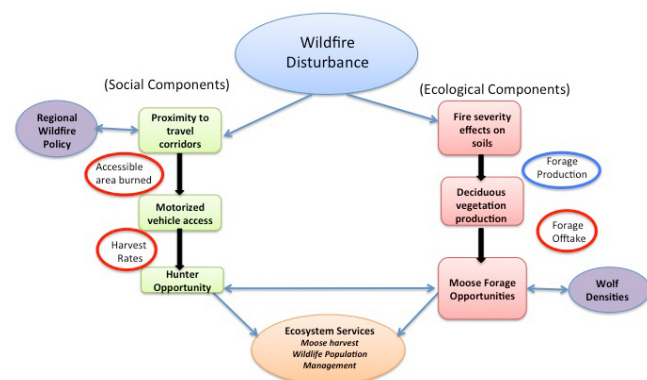 Wildfire
Disturbance
(Social Components)
(Ecological Components)
Regional
Wildfire
Policy
Proximity to
travel
corridors
Fire severity
effects on
soils
Accessible
area burned
Forage
Production
Motorized
vehicle access
Deciduous
vegetation
production
Harvest
Rates
Forage
Offtake
Hunter
Opportunity
Moose Forage
Opportunities
Wolf
Densities
Ecosystem Services
Moose harvest
Wildlife Population
Management